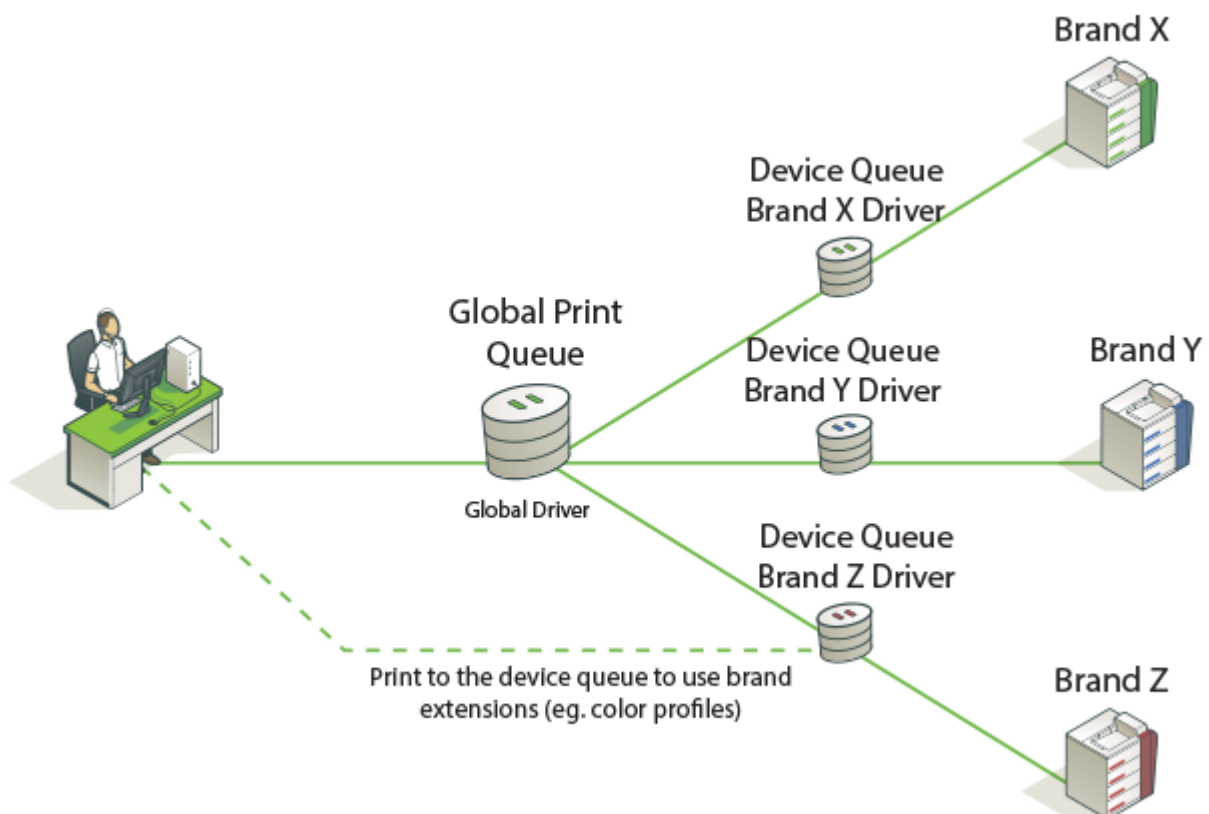 Brand X
Device Queue
Brand X Driver
Global Print
Queue
Device Queue
Brand Y Driver
Brand Y
Global Driver
Device Queue
Brand Z Driver
Print to the device queue to use brand
extensions (eg. color profiles)
Brand Z